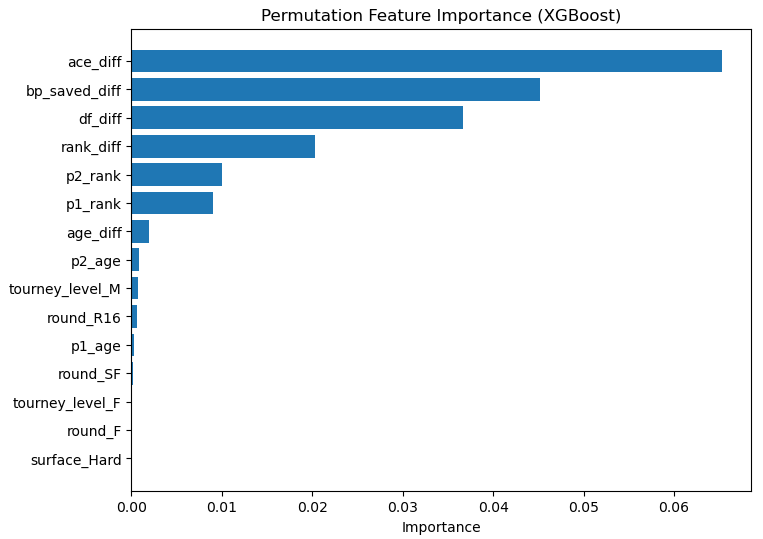 Permutation Feature Importance (XGBoost)
ace_diff
bp_saved_diff
df_diff
rank_diff
p2_rank
p1_rank
age_diff
p2_age
tourney_level_M
round_R16
p1_age
round_SF
tourney_level_F
round_F
surface_Hard
0.00 0.01 0.02 0.03 0.04 0.05 0.06
Importance